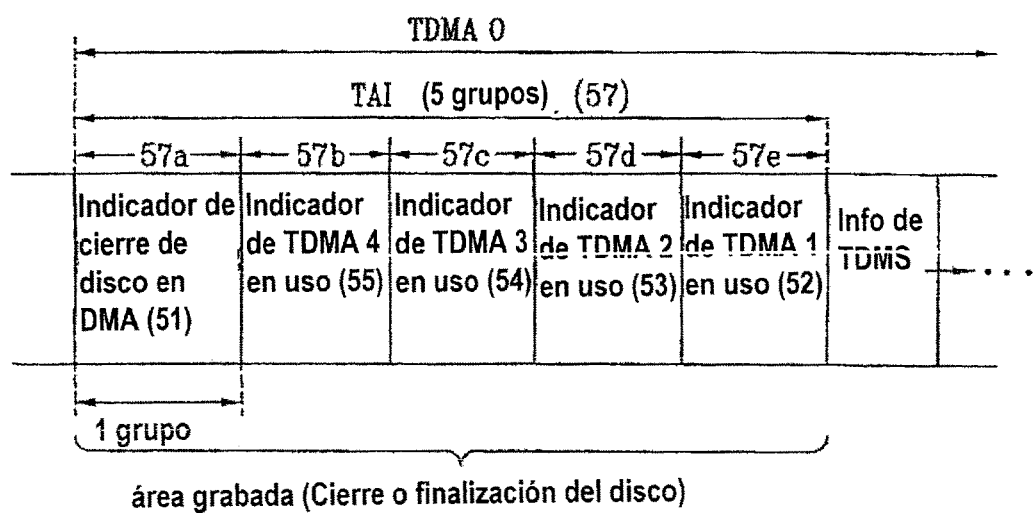 TDMA 0
TAI (5 grupos) (57)
57a 57b 57c 57d 57e
Indicador de
cierre de
disco en
DMA (51)
Indicador
de TDMA 4
en uso (55)
Indicador
de TDMA 3
en uso (54)
Indicador
de TDMA 2
en uso (53)
Indicador
de TDMA 1
en uso (52)
Info de
TDMS
1 grupo
área grabada (Cierre o finalización del disco)